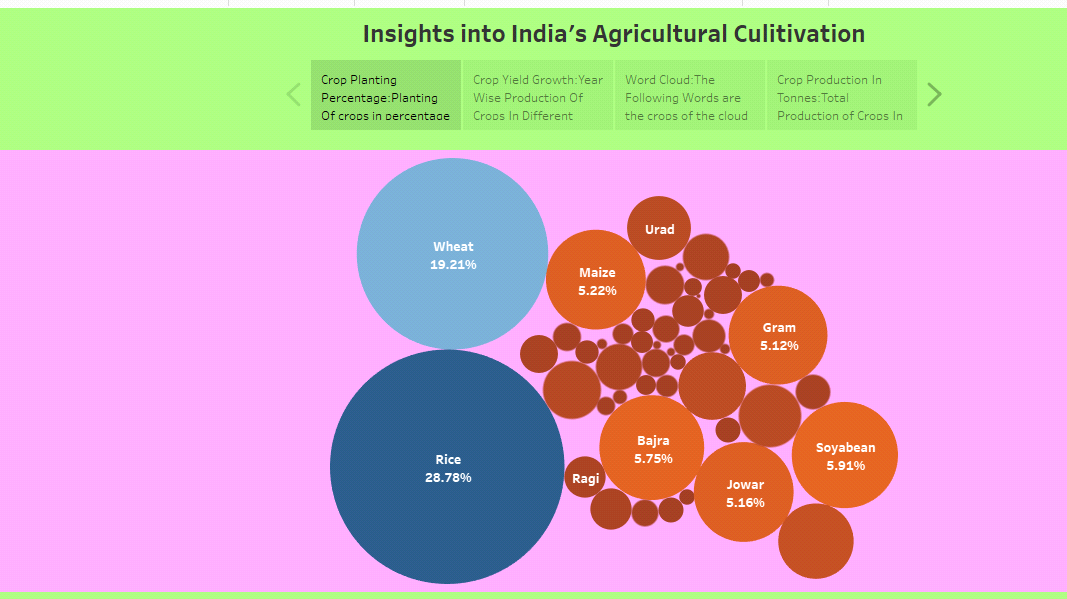 Insights into India’s Agricultural Culitivation
Crop Planting
Percentage:Planting
Of crops in percentage
Crop Yield Growth:Year
Wise Production Of
Crops In Different
Word Cloud:The
Following Words are
the crops of the cloud
Crop Production In
Tonnes:Total
Production of Crops In
Wheat
19.21%
Urad
Maize
5.22%
Gram
5.12%
Rice
28.78%
Bajra
5.75%
Soyabean
5.91%
Ragi
Jowar
5.16%